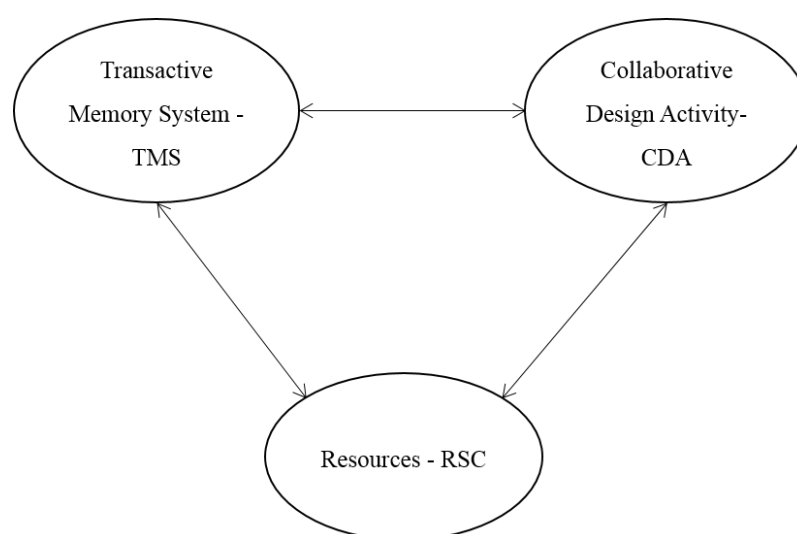 Transactive
Memory System -
TMS
Collaborative
Design Activity-
CDA
Resources - RSC